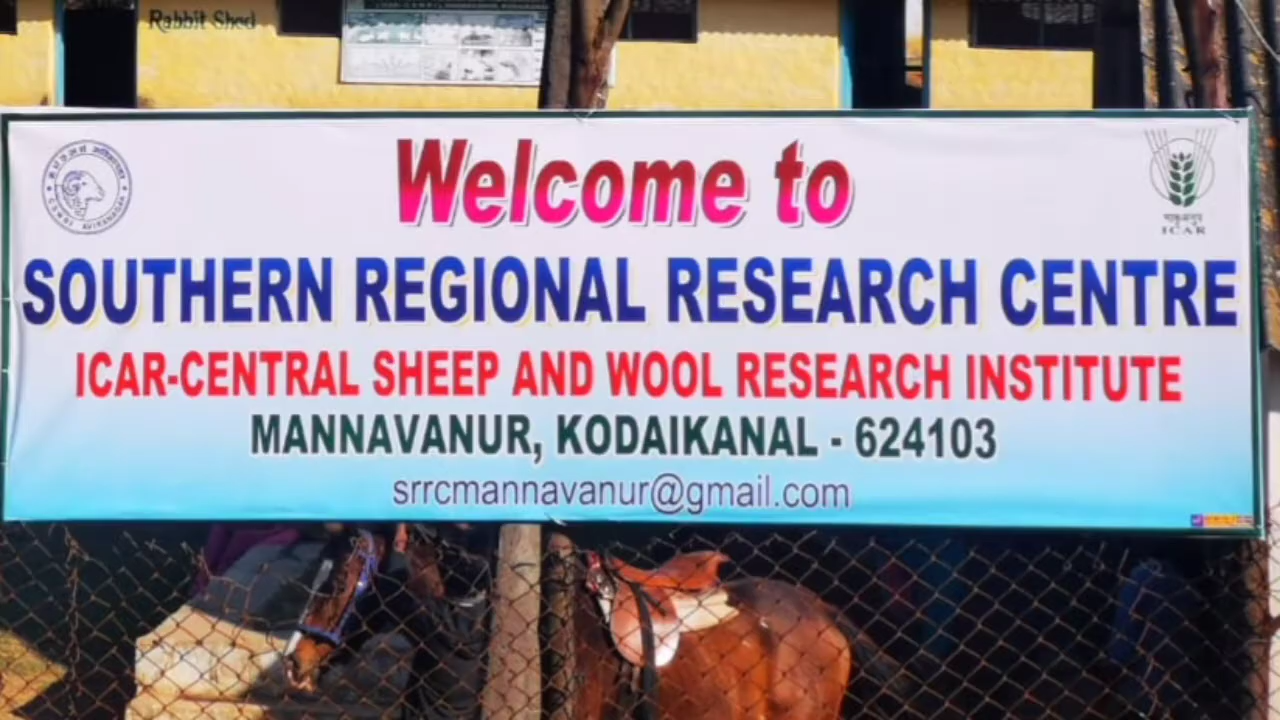 Rabbit Shed
Welcome to
SOUTHERN REGIONAL RESEARCH CENTRE
ICAR-CENTRAL SHEEP AND WOOL RESEARCH INSTITUTE
MANNAVANUR, KODAIKANAL - 624103
srrcmannavanur@gmail.com
ICAR